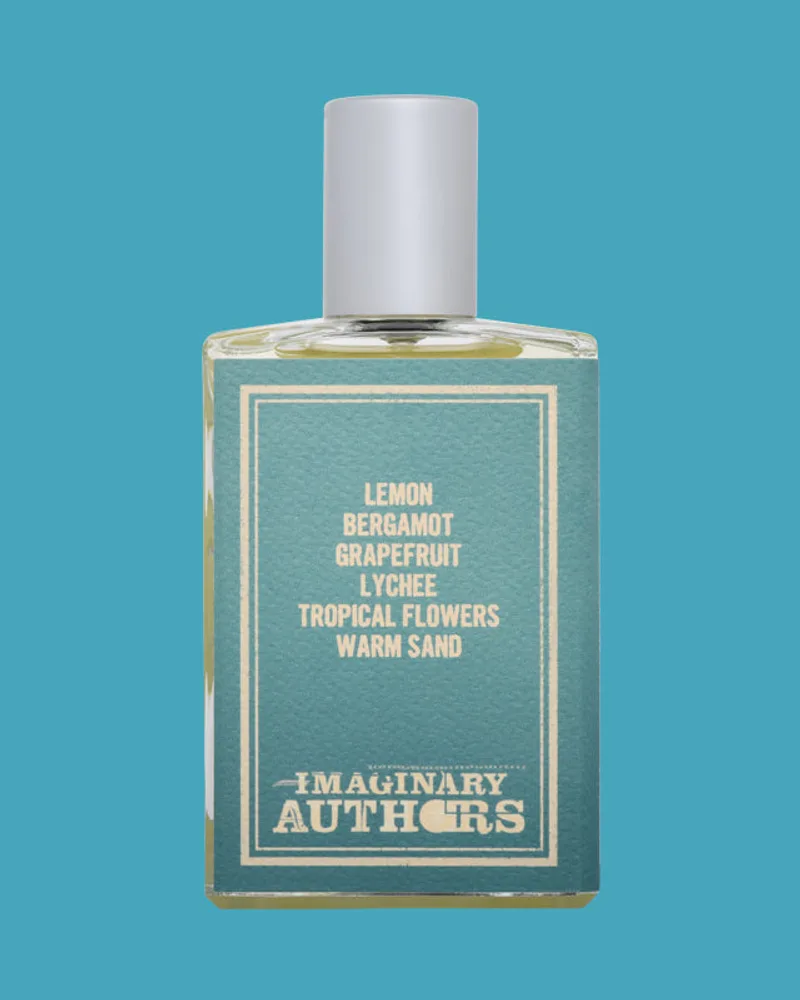 LEMON
BERGAMOT
GRAPEFRUIT
LYCHEE
TROPICAL FLOWERS
WARM SAND
IMAGINARY
AUTHORS